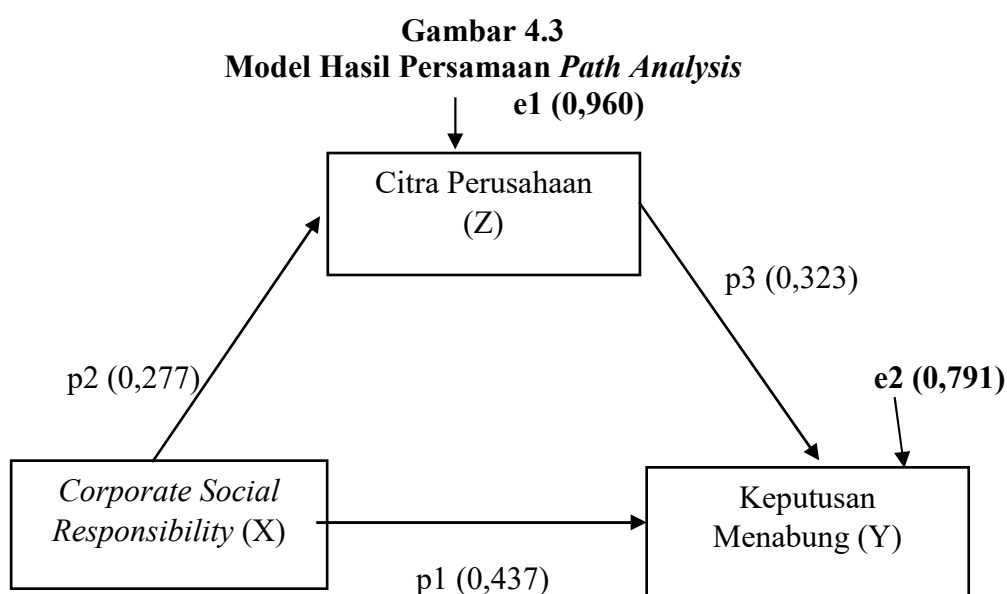 Gambar 4.3
Model Hasil Persamaan Path Analysis
e1 (0,960)
Citra Perusahaan
(Z)
p3 (0,323)
p2 (0,277)
e2 (0,791)
Corporate Social
Responsibility (X)
Keputusan
Menabung (Y)
p1 (0,437)